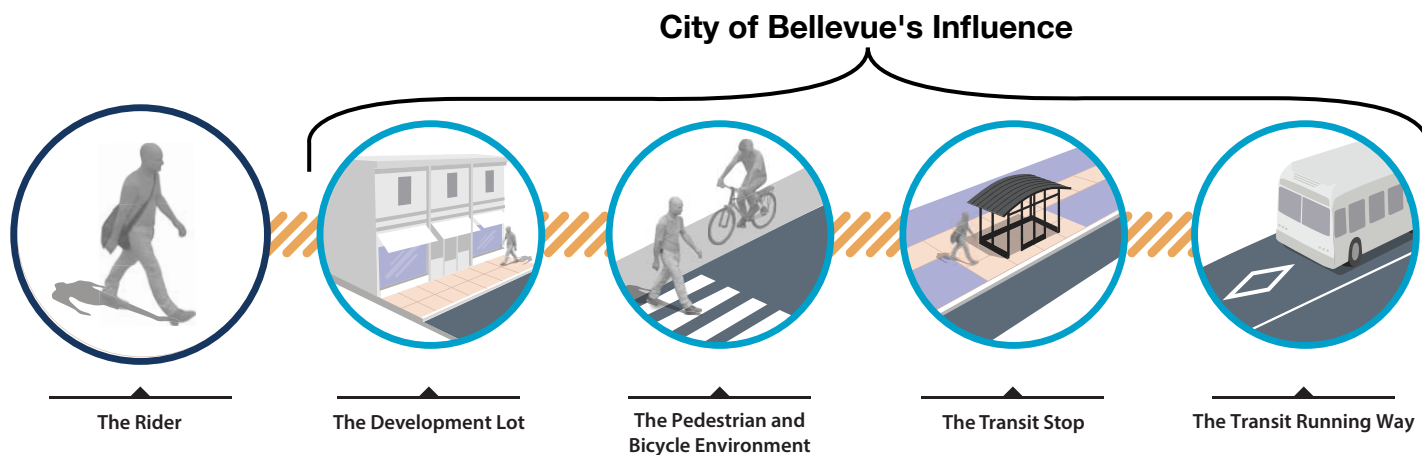 City of Bellevue's Influence
The Rider
The Development Lot
The Pedestrian and
Bicycle Environment
The Transit Stop
The Transit Running Way